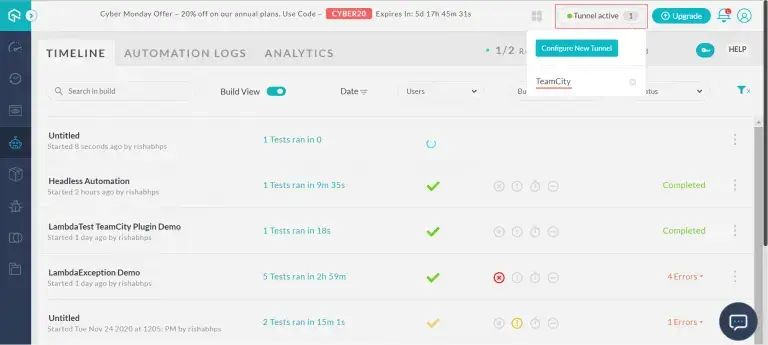 Cyber Monday Offer – 20% off on our annual plans. Use Code – CYBER20 Expires In: 5d 17h 45m 31s
Tunnel active 1
Upgrade
TIMELINE AUTOMATION LOGS ANALYTICS
1/2
HELP
Configure New Tunnel
TeamCity
Search in build
Build View
Date
Users
Untitled
Started 8 seconds ago by rishabhps
1 Tests ran in 0
Headless Automation
Started 2 hours ago by rishabhps
1 Tests ran in 9m 35s
Completed
LambdaTest TeamCity Plugin Demo
Started 1 day ago by rishabhps
1 Tests ran in 18s
Completed
LambdaException Demo
Started 1 day ago by rishabhps
5 Tests ran in 2h 59m
4 Errors
Untitled
Started Tue Nov 24 2020 at 1205: PM by rishabhps
2 Tests ran in 15m 1s
1 Errors